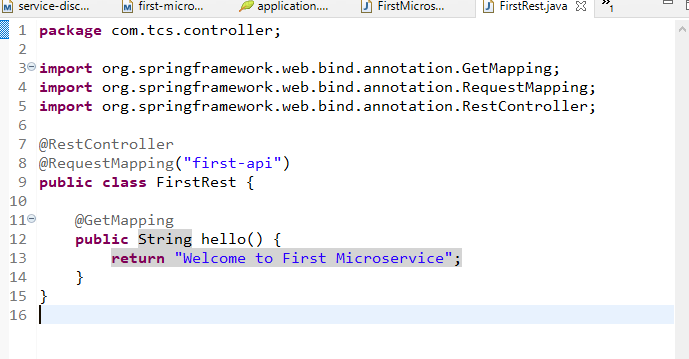 service-disc...
first-micro...
application....
FirstMicros...
FirstRest.java
1 package com.tcs.controller;
2
3 import org.springframework.web.bind.annotation.GetMapping;
4 import org.springframework.web.bind.annotation.RequestMapping;
5 import org.springframework.web.bind.annotation.RestController;
6
7 @RestController
8 @RequestMapping("first-api")
9 public class FirstRest {
10
11 @GetMapping
12 public String hello() {
13 return "Welcome to First Microservice";
14 }
15 }
16